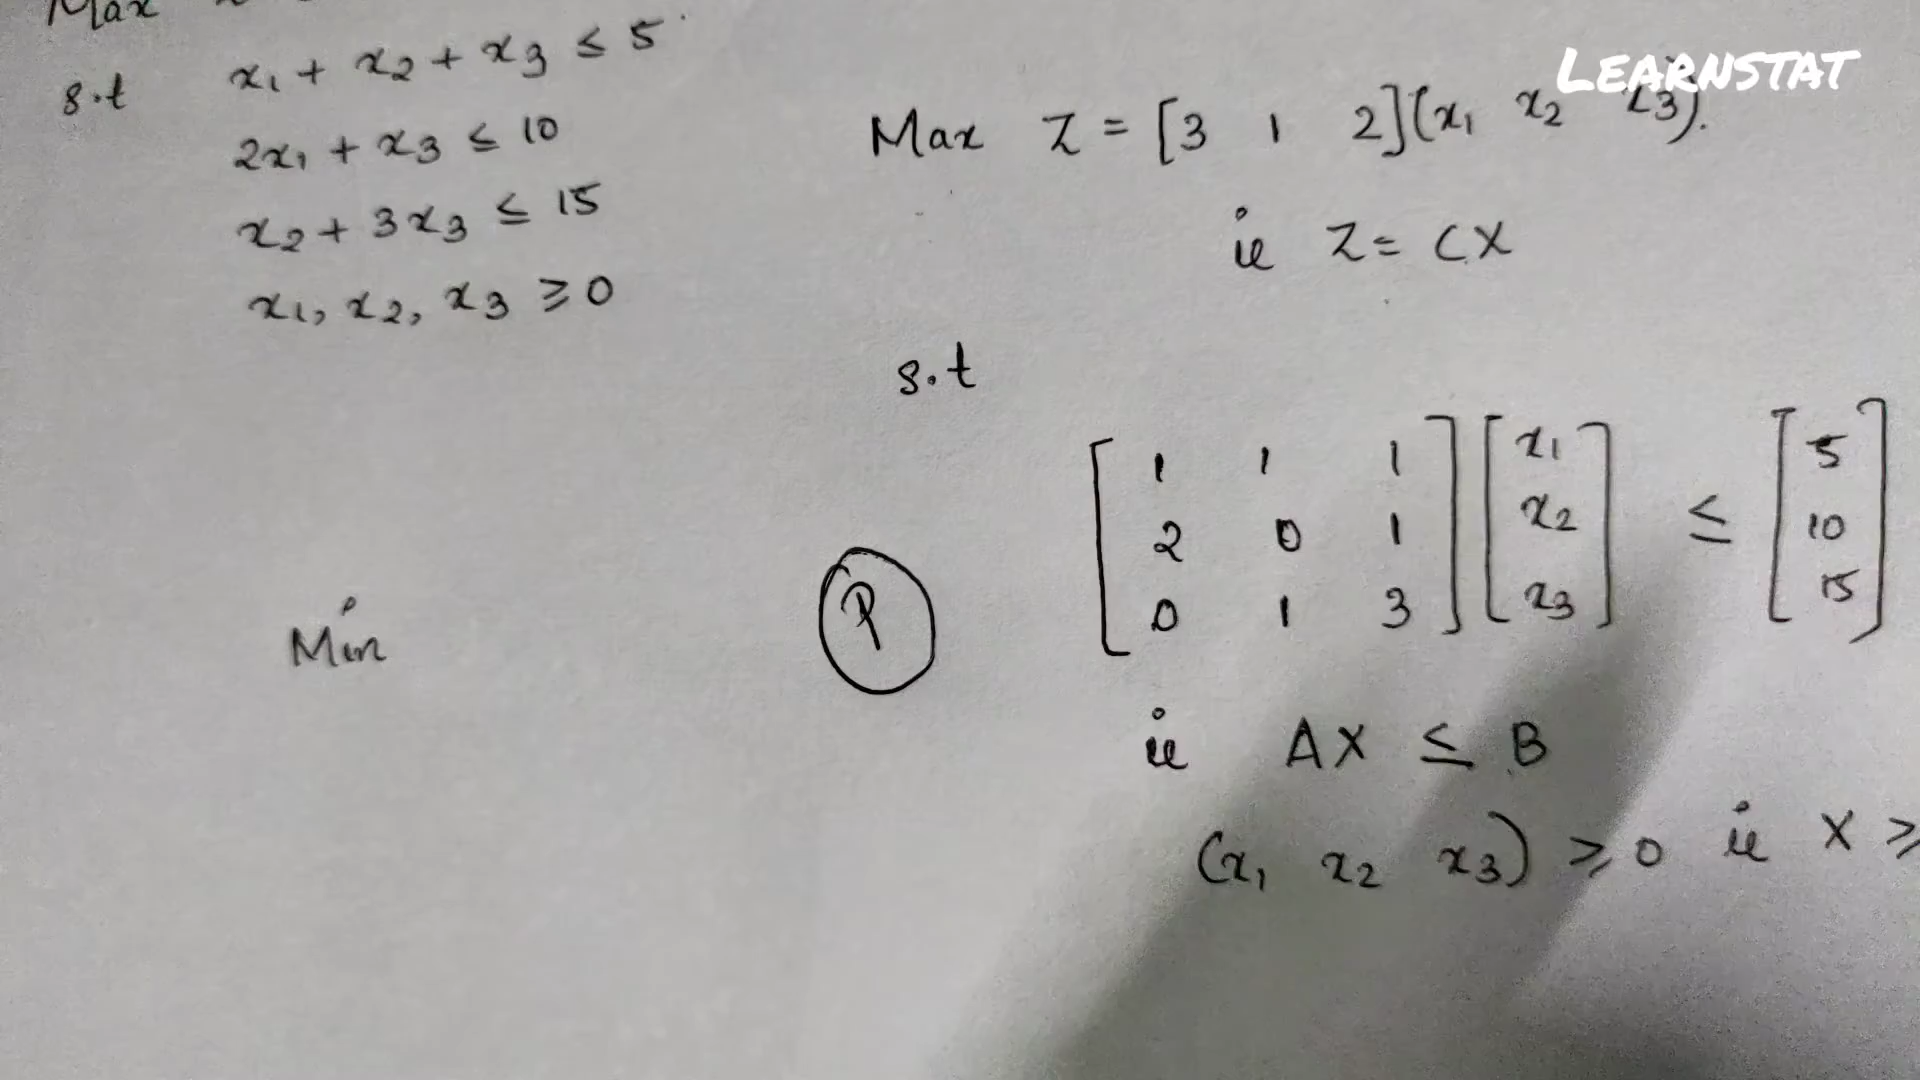 Max
s.t x1 + x2 + x3 ≤ 5
2x1 + x3 ≤ 10
x2 + 3x3 ≤ 15
x1, x2, x3 ≥ 0
Min
LEARNSTAT
Max Z = [3 1 2](x1 x2 x3).
ie Z = CX
s.t
P
[1 1 1] [x1] ≤ [5]
[2 0 1] [x2] [10]
[0 1 3] [x3] [15]
ie AX ≤ B
(x1 x2 x3) ≥ 0 ie X ≥